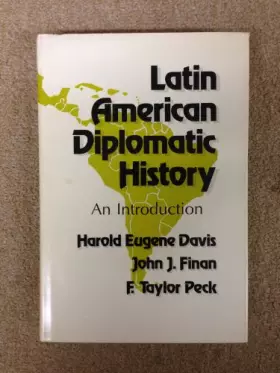 Latin
American
Diplomatic
History
An Introduction
Harold Eugene Davis
John J. Finan
F. Taylor Peck